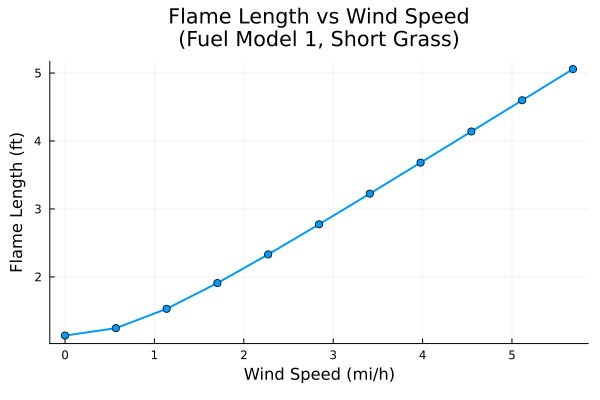 Flame Length vs Wind Speed
(Fuel Model 1, Short Grass)
5
4
3
2
Flame Length (ft)
0 1 2 3 4 5
Wind Speed (mi/h)